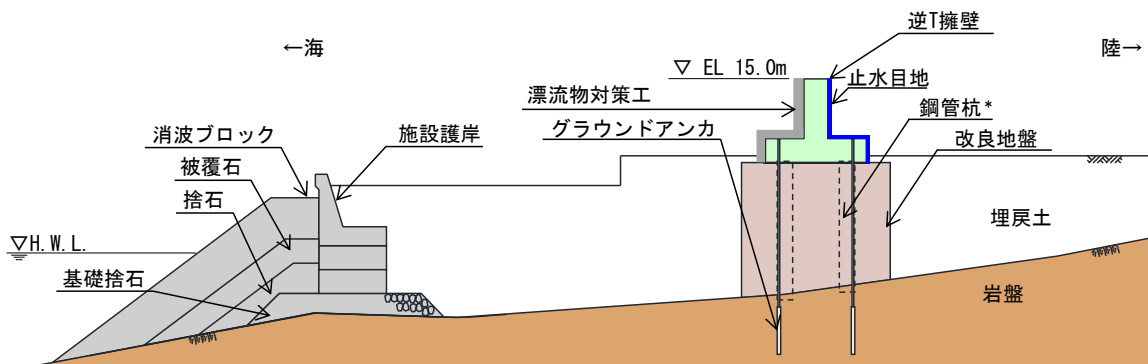 ←海
陸→
逆T擁壁
▽ EL 15.0m
止水目地
漂流物対策工
鋼管杭*
グラウンドアンカ
改良地盤
消波ブロック
施設護岸
被覆石
捨石
埋戻土
▽H.W.L.
基礎捨石
岩盤